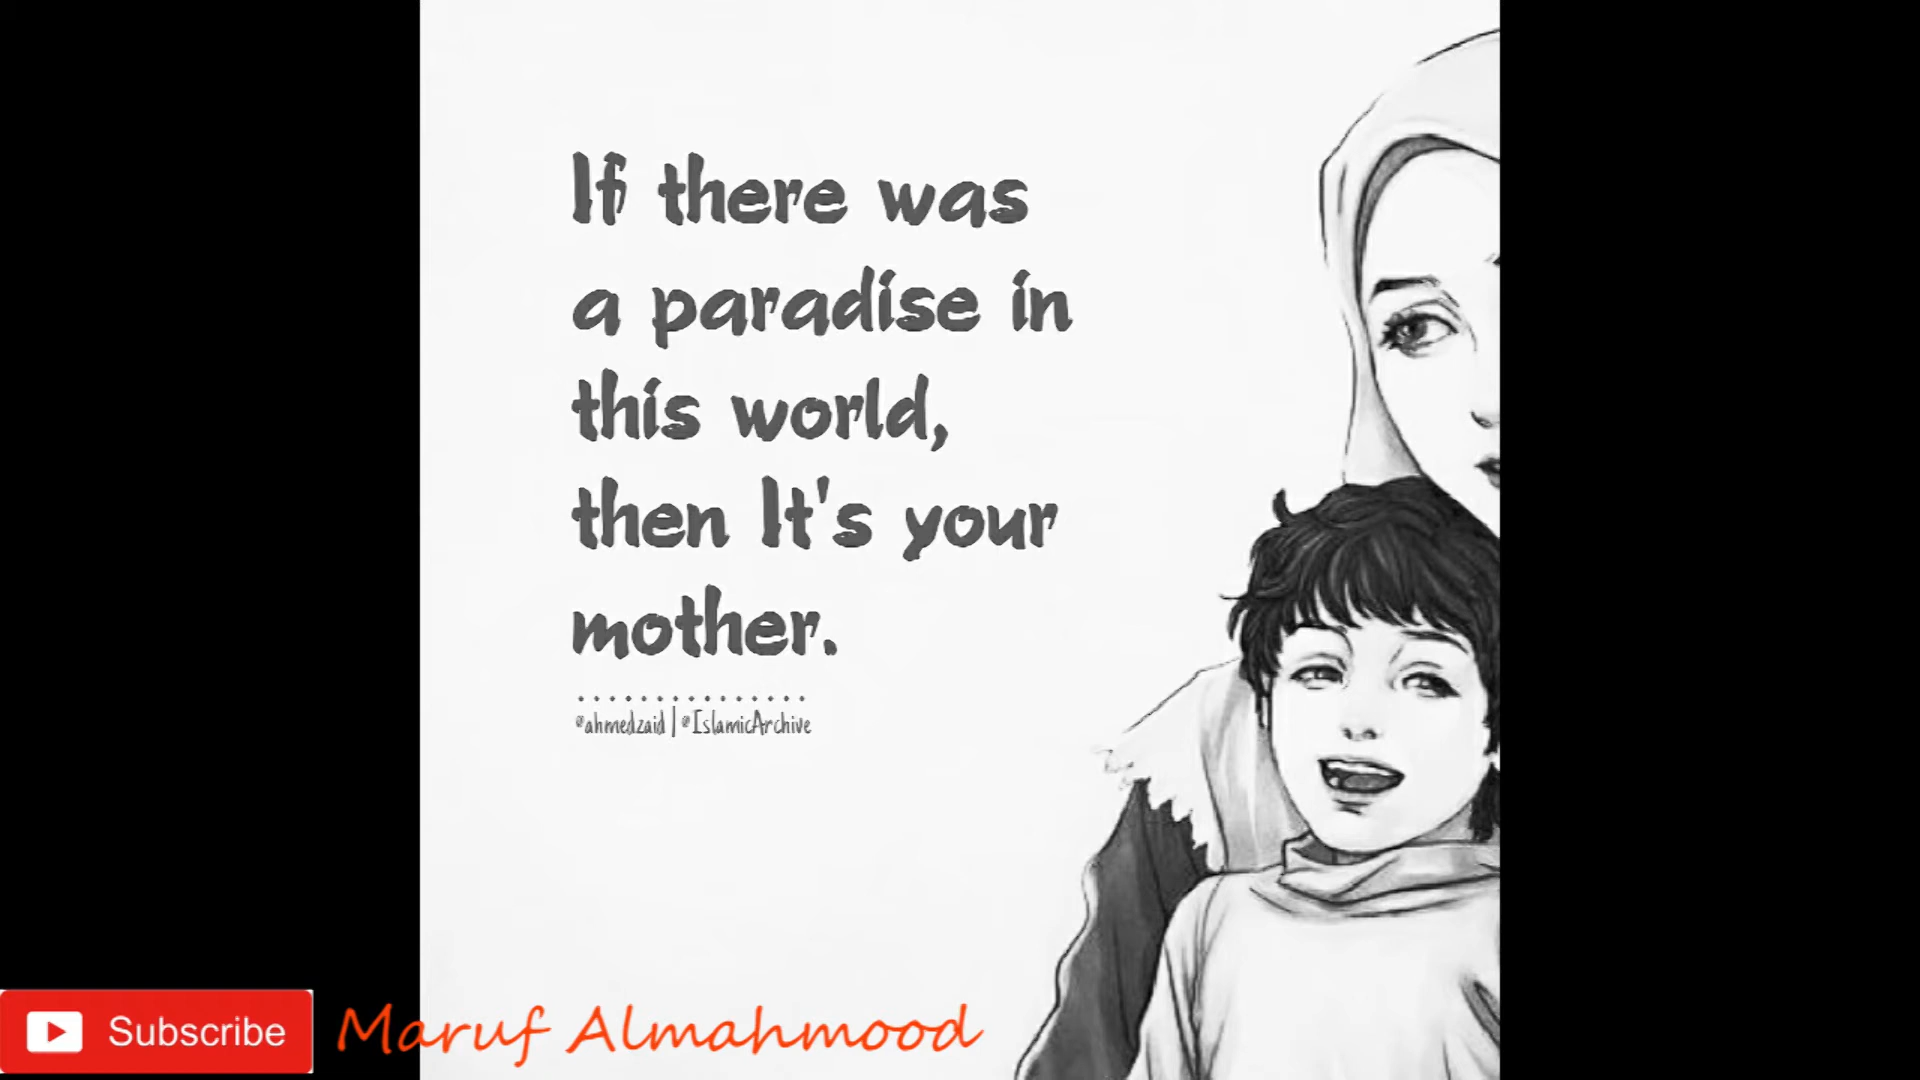 If there was
a paradise in
this world,
then It's your
mother.
@ahmedzaid | @IslamicArchive
Subscribe Maruf Almahmood